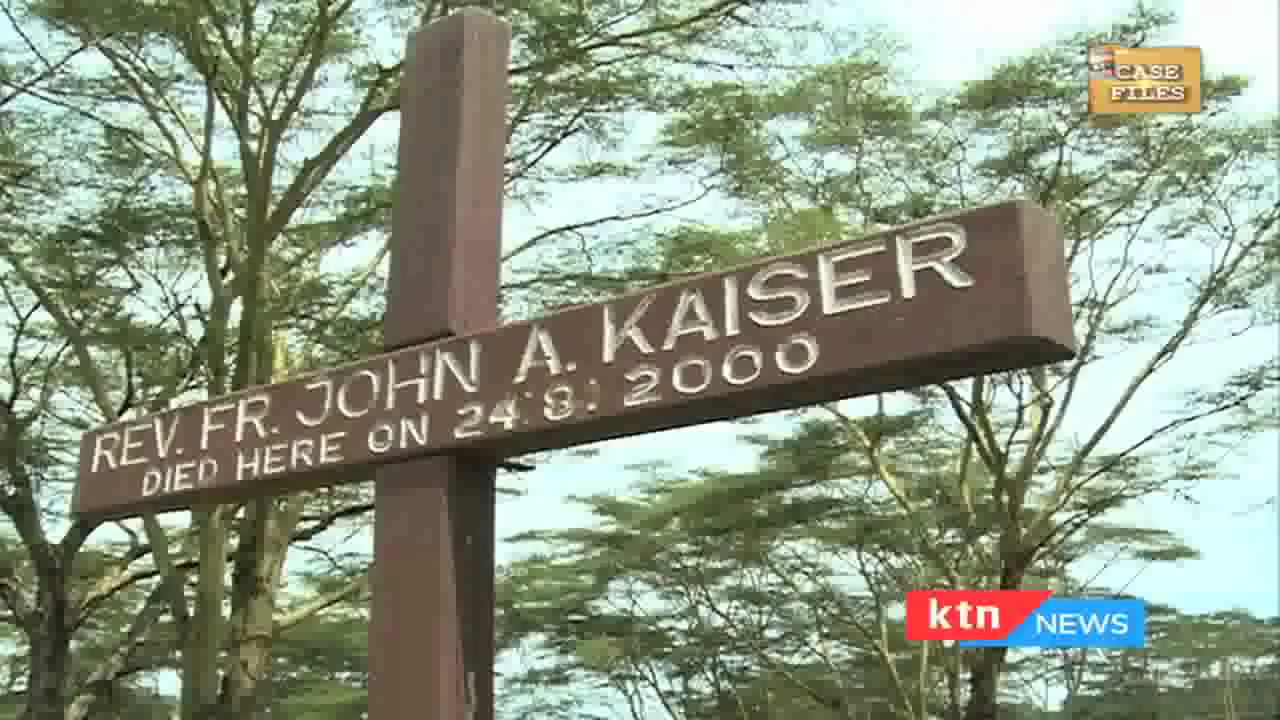 CASE
FILES
REV. FR. JOHN A. KAISER
DIED HERE ON 24:8: 2000
ktn NEWS